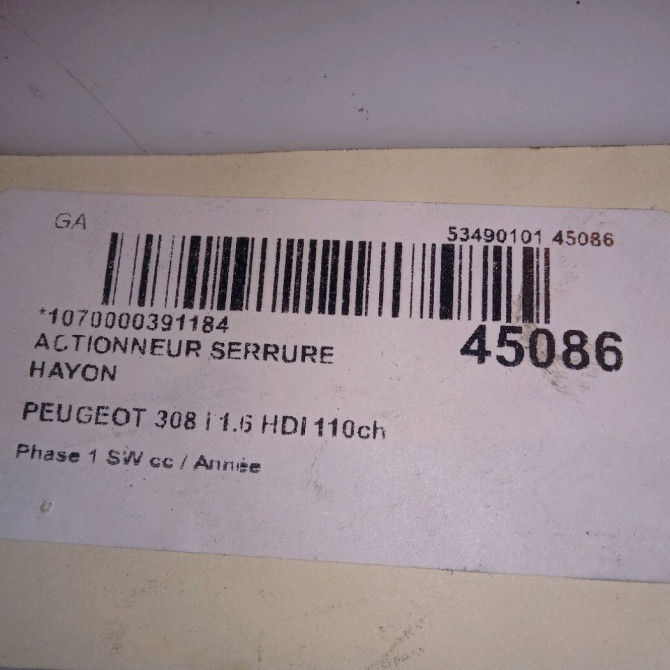 GA
53490101 45086
*1070000391184
45086
ACTIONNEUR SERRURE
HAYON
PEUGEOT 308 I 1.6 HDI 110ch
Phase 1 SW cc / Année